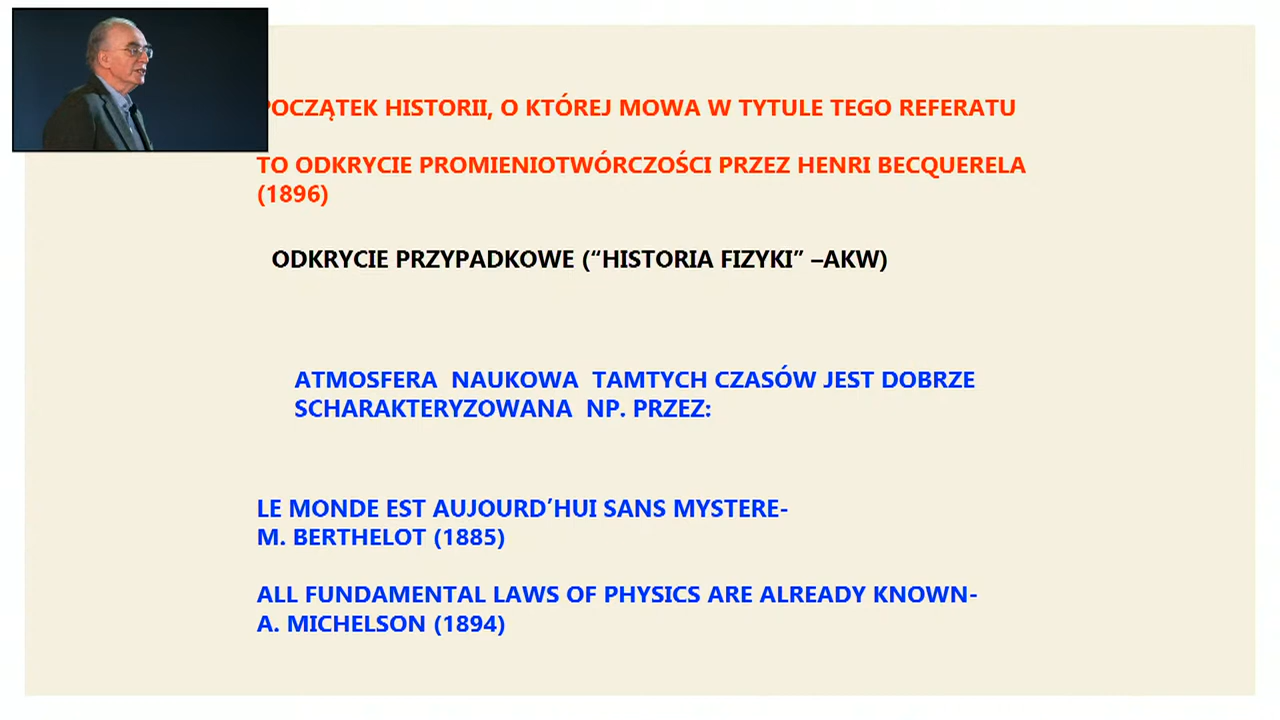 POCZĄTEK HISTORII, O KTÓREJ MOWA W TYTULE TEGO REFERATU
TO ODKRYCIE PROMIENIOTWÓRCZOŚCI PRZEZ HENRI BECQUERELA
(1896)
ODKRYCIE PRZYPADKOWE (“HISTORIA FIZYKI” –AKW)
ATMOSFERA NAUKOWA TAMTYCH CZASÓW JEST DOBRZE
SCHARAKTERYZOWANA NP. PRZEZ:
LE MONDE EST AUJOURD’HUI SANS MYSTERE-
M. BERTHELOT (1885)
ALL FUNDAMENTAL LAWS OF PHYSICS ARE ALREADY KNOWN-
A. MICHELSON (1894)